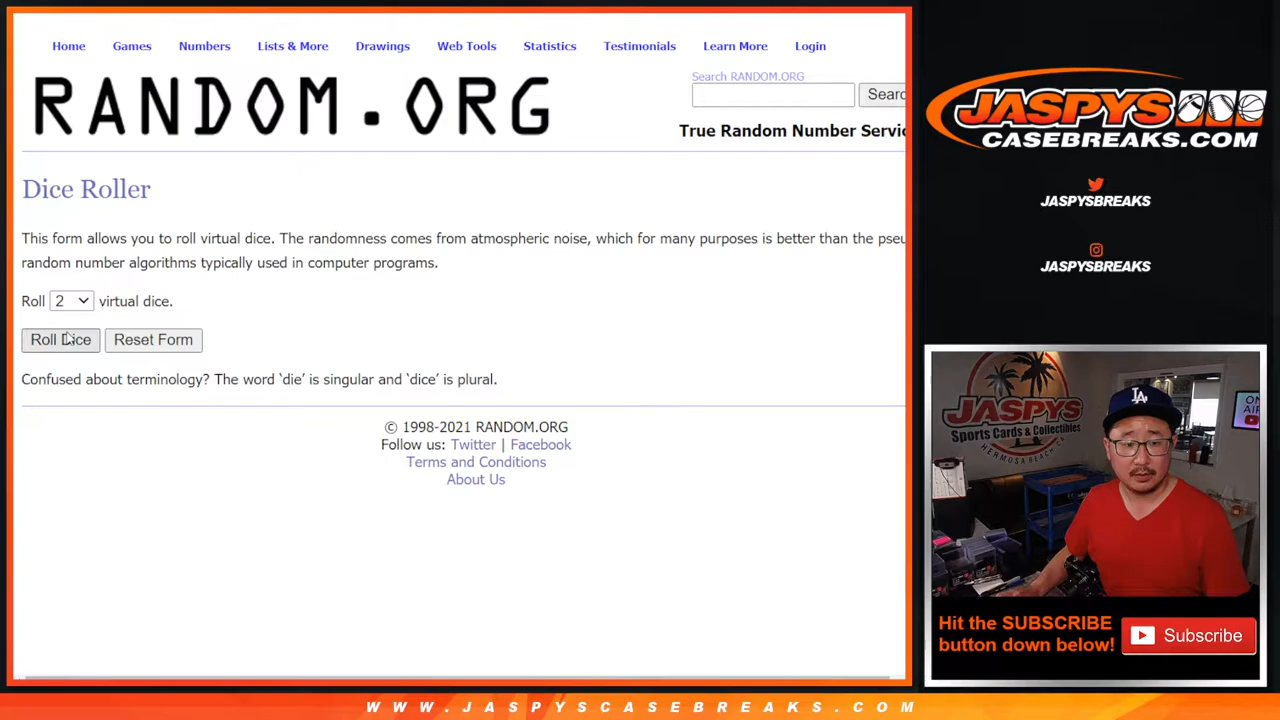 Home Games Numbers Lists & More Drawings Web Tools Statistics Testimonials Learn More Login
RANDOM.ORG
Search RANDOM.ORG
Searc
True Random Number Servic
Dice Roller
This form allows you to roll virtual dice. The randomness comes from atmospheric noise, which for many purposes is better than the pseu
random number algorithms typically used in computer programs.
Roll 2 virtual dice.
Roll Dice Reset Form
Confused about terminology? The word ‘die’ is singular and ‘dice’ is plural.
© 1998-2021 RANDOM.ORG
Follow us: Twitter | Facebook
Terms and Conditions
About Us
JASPYS
CASEBREAKS.COM
JASPYSBREAKS
JASPYSBREAKS
JASPYS
Sports Cards & Collectibles
HERMOSA BEACH CA
LA
ON
AIR
Hit the SUBSCRIBE
button down below!
Subscribe
WWW.JASPYSCASEBREAKS.COM